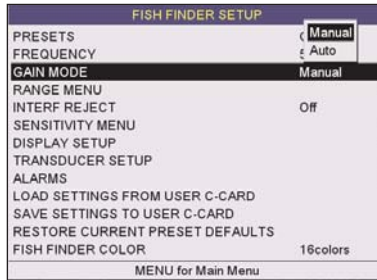 FISH FINDER SETUP
PRESETS
Manual
FREQUENCY
Auto
GAIN MODE Manual
RANGE MENU
INTERF REJECT Off
SENSITIVITY MENU
DISPLAY SETUP
TRANSDUCER SETUP
ALARMS
LOAD SETTINGS FROM USER C-CARD
SAVE SETTINGS TO USER C-CARD
RESTORE CURRENT PRESET DEFAULTS
FISH FINDER COLOR 16colors
MENU for Main Menu